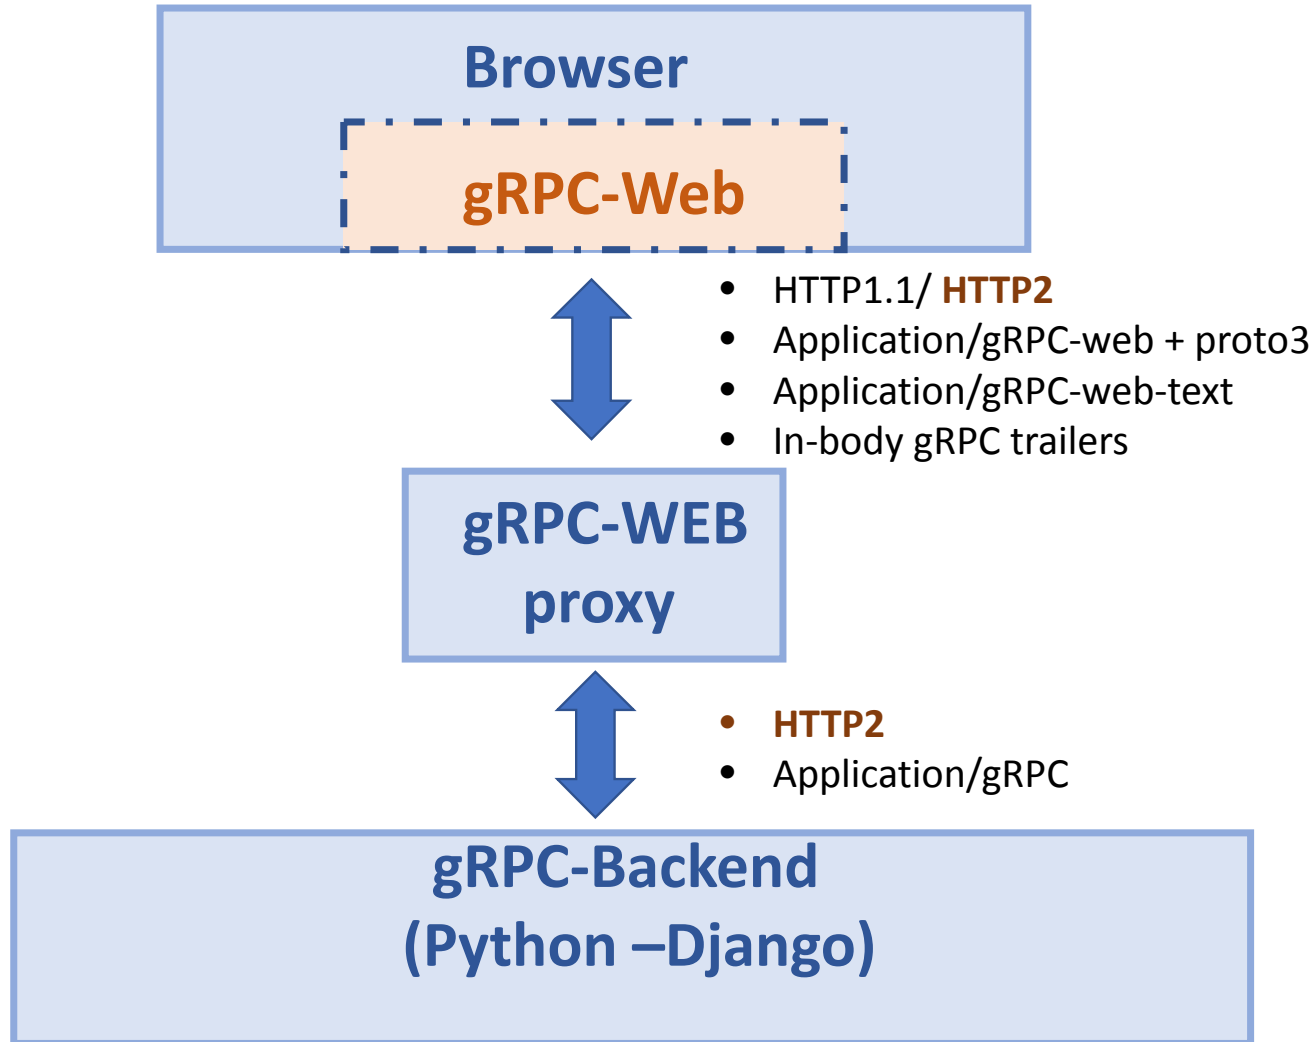 Browser
gRPC-Web
• HTTP1.1/ HTTP2
• Application/gRPC-web + proto3
• Application/gRPC-web-text
• In-body gRPC trailers
gRPC-WEB
proxy
• HTTP2
• Application/gRPC
gRPC-Backend
(Python –Django)